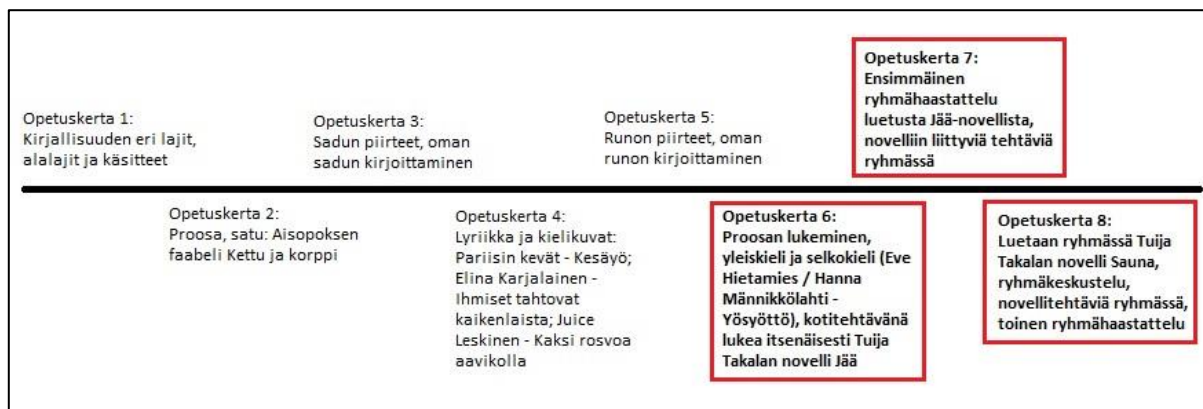 Opetuskerta 1:
Kirjallisuuden eri lajit,
alalajit ja käsitteet
Opetuskerta 2:
Proosa, satu: Aisopoksen
faabeli Kettu ja korppi
Opetuskerta 3:
Sadun piirteet, oman
sadun kirjoittaminen
Opetuskerta 4:
Lyriikka ja kielikuvat:
Pariisin kevät - Kesäyö;
Elina Karjalainen -
Ihmiset tahtovat
kaikenlaista; Juice
Leskinen - Kaksi rosvoa
aavikolla
Opetuskerta 5:
Runon piirteet, oman
runon kirjoittaminen
Opetuskerta 6:
Proosan lukeminen,
yleiskieli ja selkokieli (Eve
Hietamies / Hanna
Männikkölahti -
Yösyöttö), kotitehtävänä
lukea itsenäisesti Tuija
Takalan novelli Jää
Opetuskerta 7:
Ensimmäinen
ryhmähaastattelu
luetusta Jää-novellista,
novelliin liittyviä tehtäviä
ryhmässä
Opetuskerta 8:
Luetaan ryhmässä Tuija
Takalan novelli Sauna,
ryhmäkeskustelu,
novellitehtäviä ryhmässä,
toinen ryhmähaastattelu